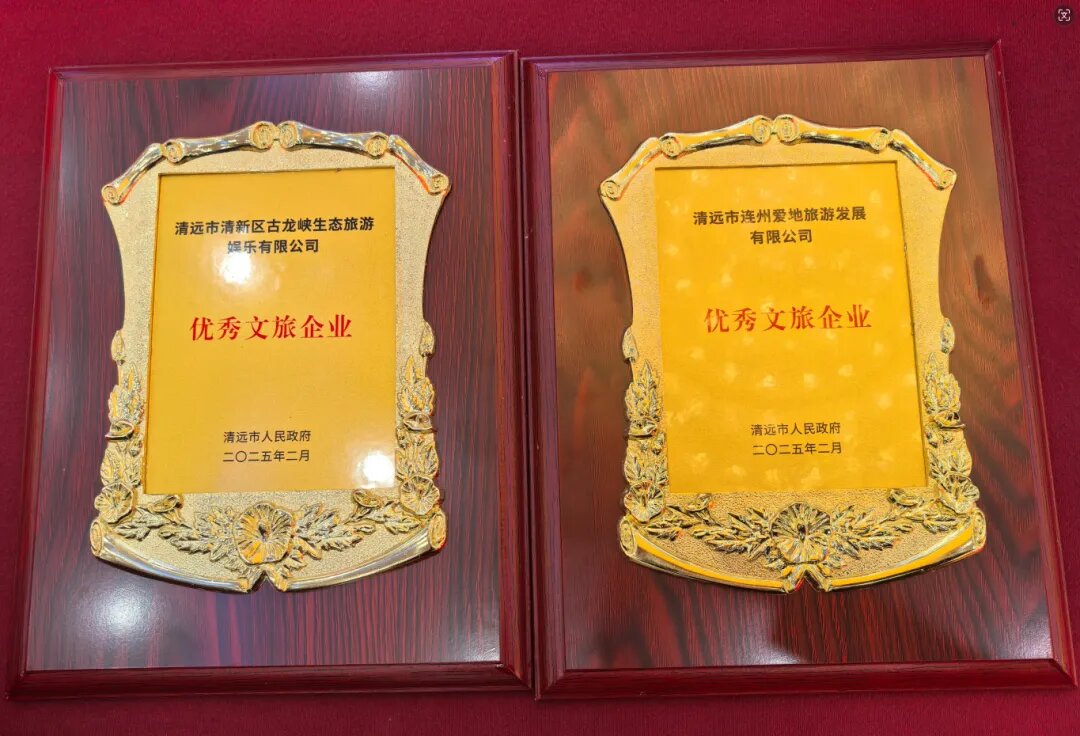 清远市清新区古龙峡生态旅游
娱乐有限公司
优秀文旅企业
清远市人民政府
二〇二五年二月
清远市连州爱地旅游发展
有限公司
优秀文旅企业
清远市人民政府
二〇二五年二月